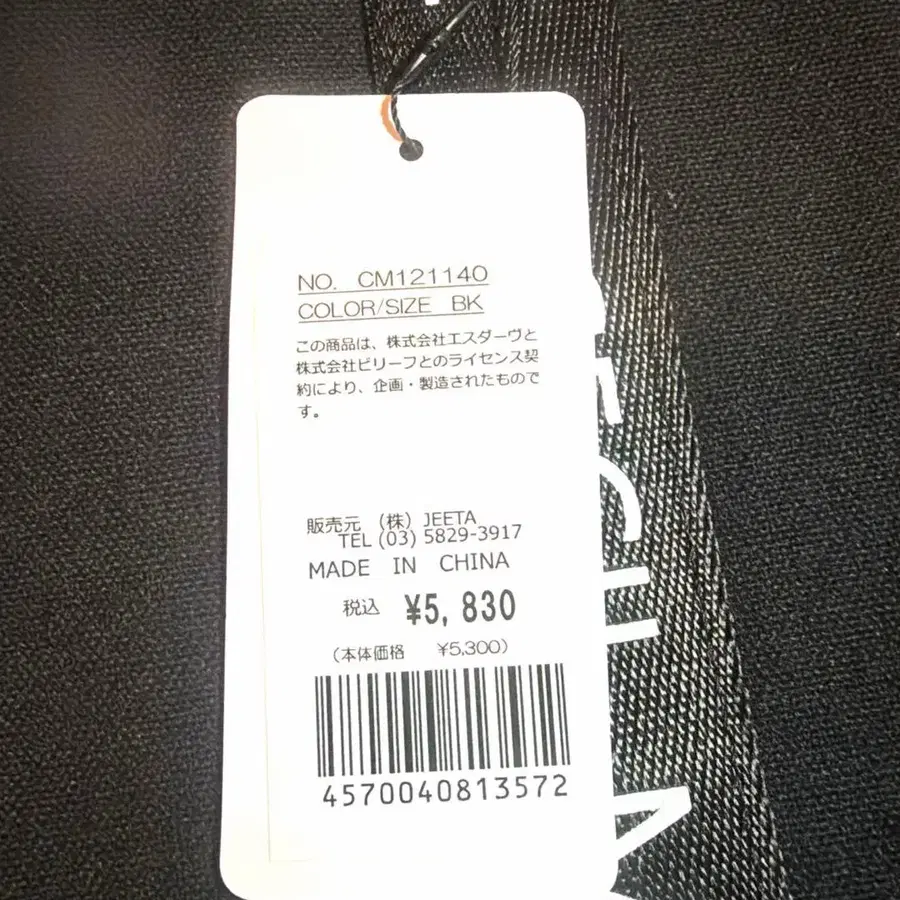 NO. CM121140
COLOR/SIZE BK
この商品は、株式会社エスダーヴと
株式会社ビリーフとのライセンス契
約により、企画・製造されたもので
す。
販売元 (株) JEETA
TEL (03) 5829-3917
MADE IN CHINA
税込 ¥5,830
(本体価格 ¥5,300)
4570040813572